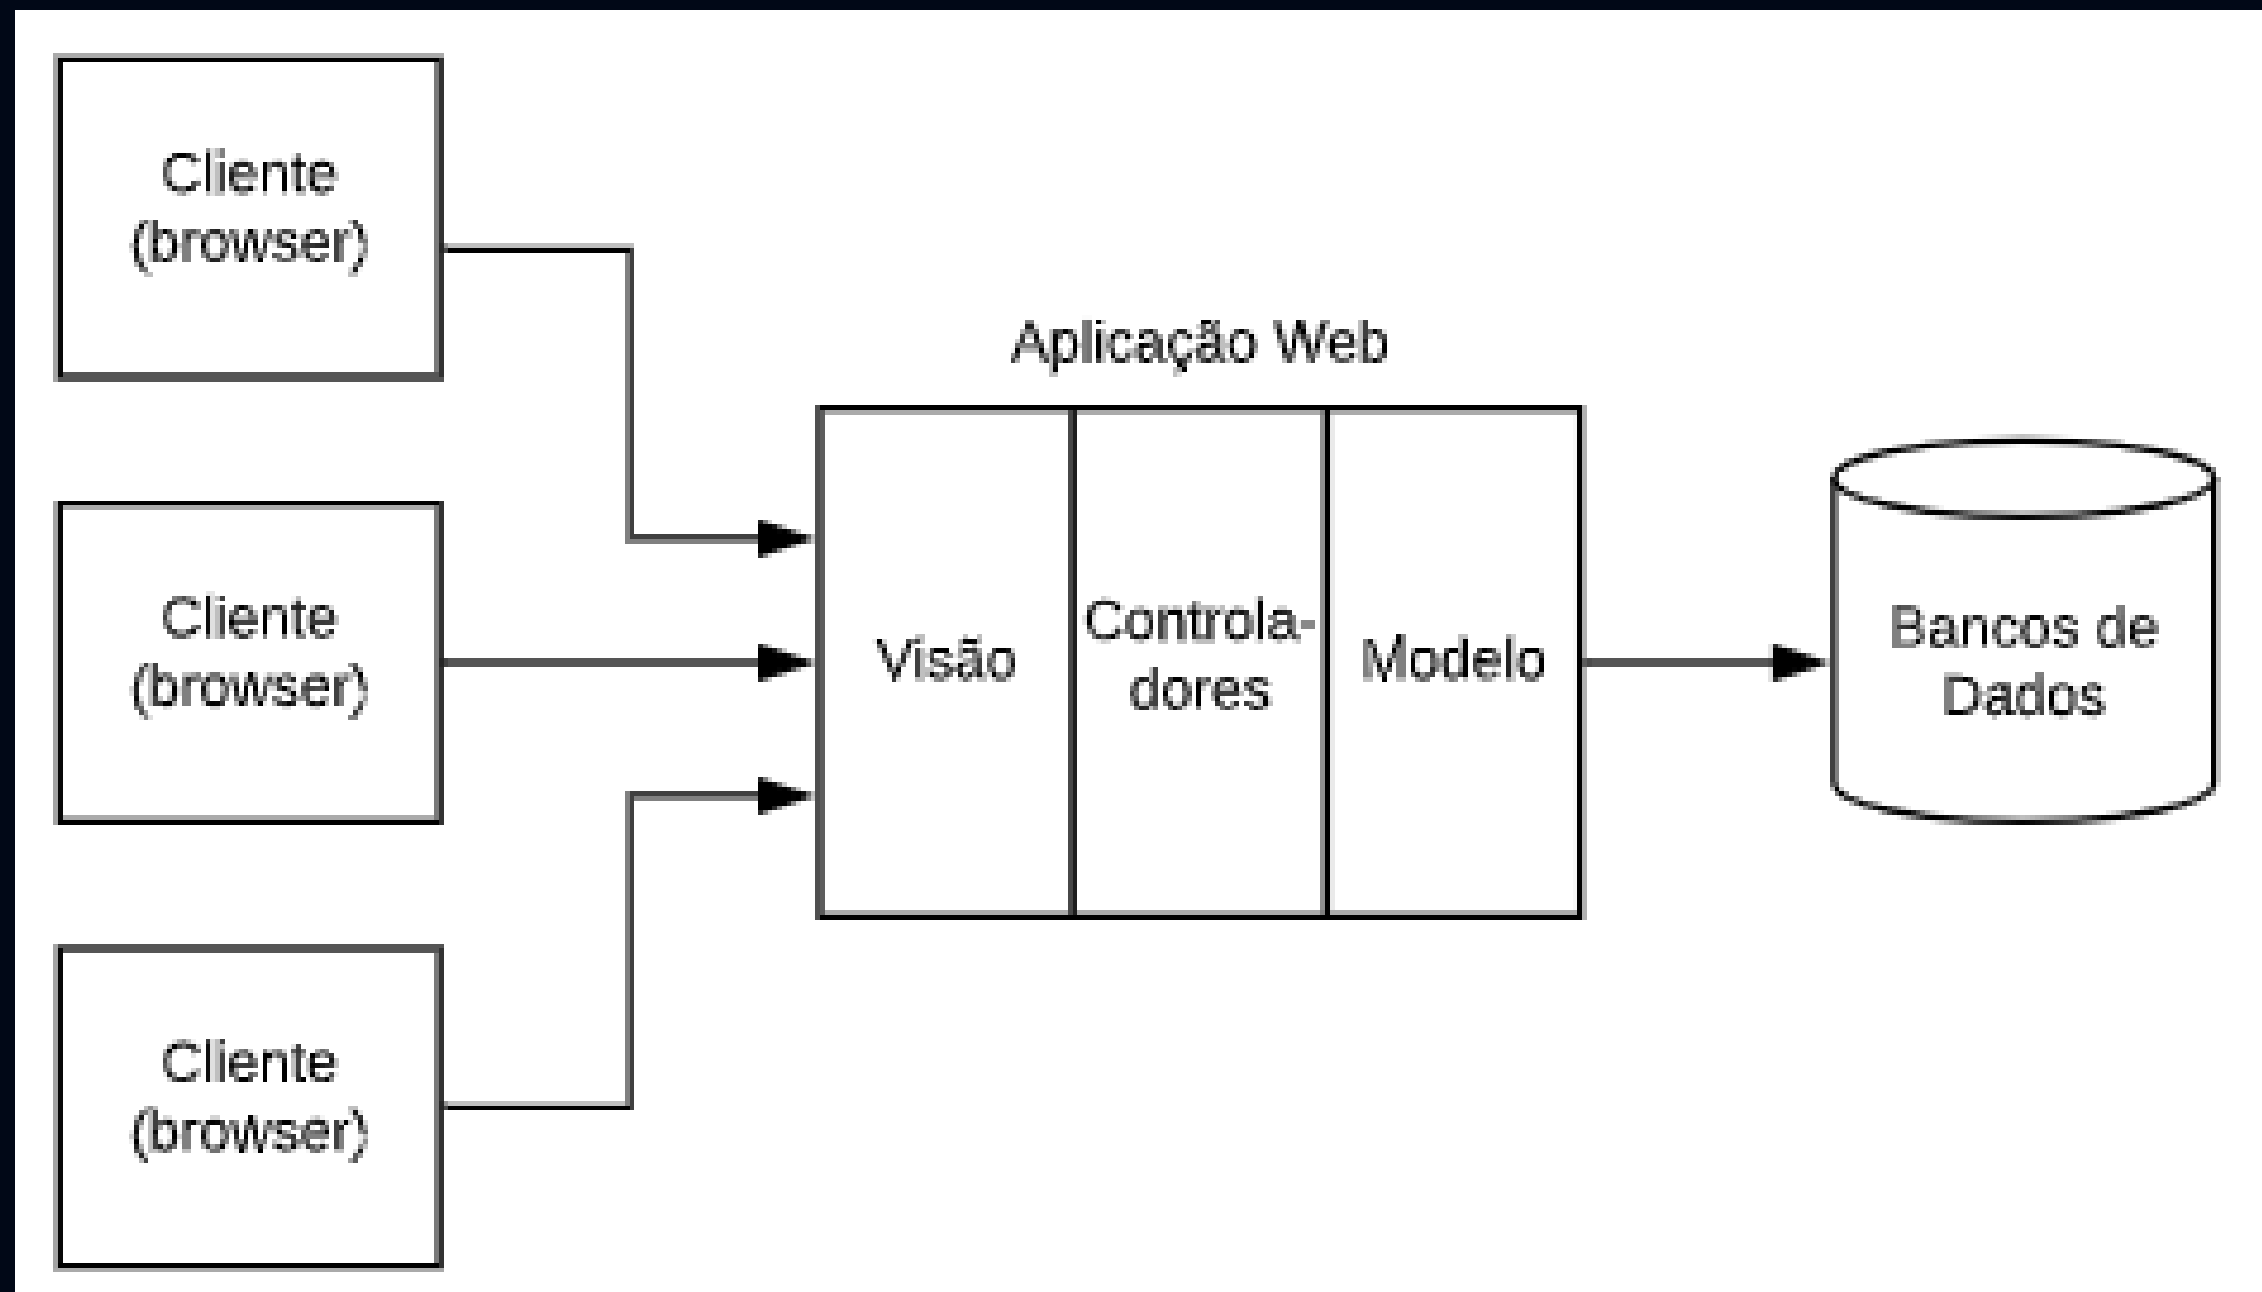 Cliente
(browser)
Cliente
(browser)
Cliente
(browser)
Aplicação Web
Visão
Controla-
dores
Modelo
Bancos de
Dados